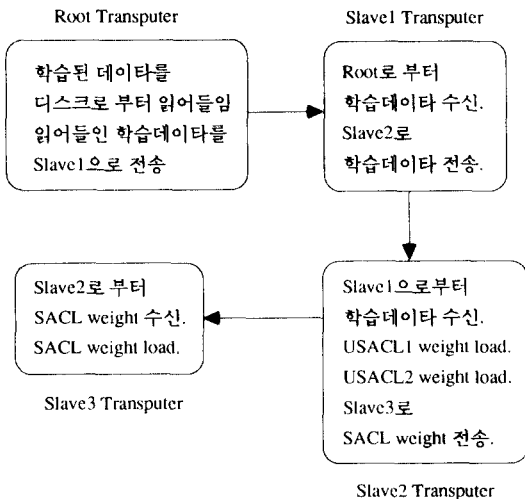 Root Transputer
학습된 데이타를
디스크로 부터 읽어들임
읽어들인 학습데이타를
Slave1으로 전송
Slave1 Transputer
Root로 부터
학습데이타 수신.
Slave2로
학습데이타 전송.
Slave1으로부터
학습데이타 수신.
USACL1 weight load.
USACL2 weight load.
Slave3로
SACL weight 전송.
Slave2 Transputer
Slave2로 부터
SACL weight 수신.
SACL weight load.
Slave3 Transputer